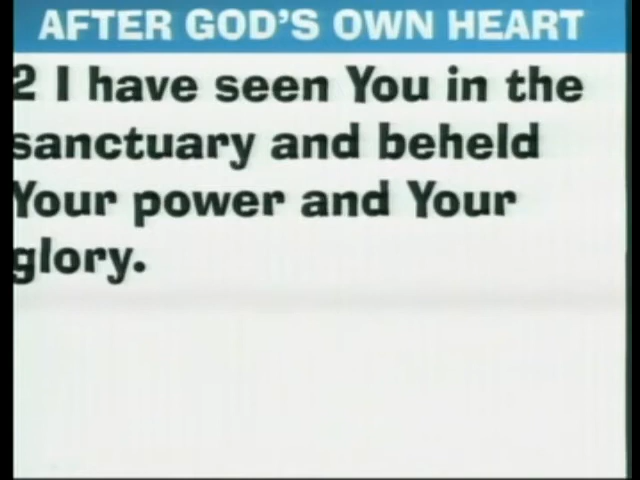 AFTER GOD'S OWN HEART
2 I have seen You in the
sanctuary and beheld
Your power and Your
glory.